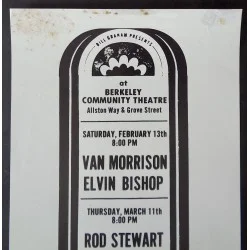 BILL GRAHAM PRESENTS
at
BERKELEY
COMMUNITY THEATRE
Allston Way & Grove Street
SATURDAY, FEBRUARY 13th
8:00 PM
VAN MORRISON
ELVIN BISHOP
THURSDAY, MARCH 11th
8:00 PM
ROD STEWART